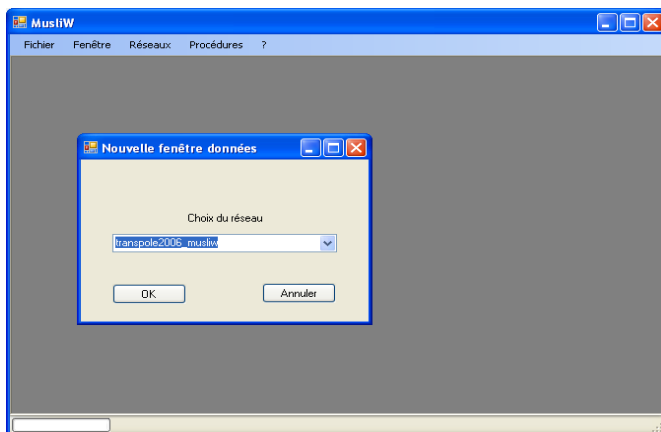 MusliW
Fichier Fenêtre Réseaux Procédures ?
Nouvelle fenêtre données
Choix du réseau
transpole2006_musliw
OK Annuler